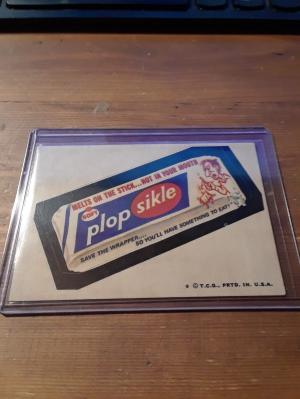 MELTS ON THE STICK...NOT IN YOUR MOUTH
SOFT
plop sikle
SAVE THE WRAPPER....
SO YOU'LL HAVE SOMETHING TO EAT!
© T.C.G., PRTD. IN U.S.A.